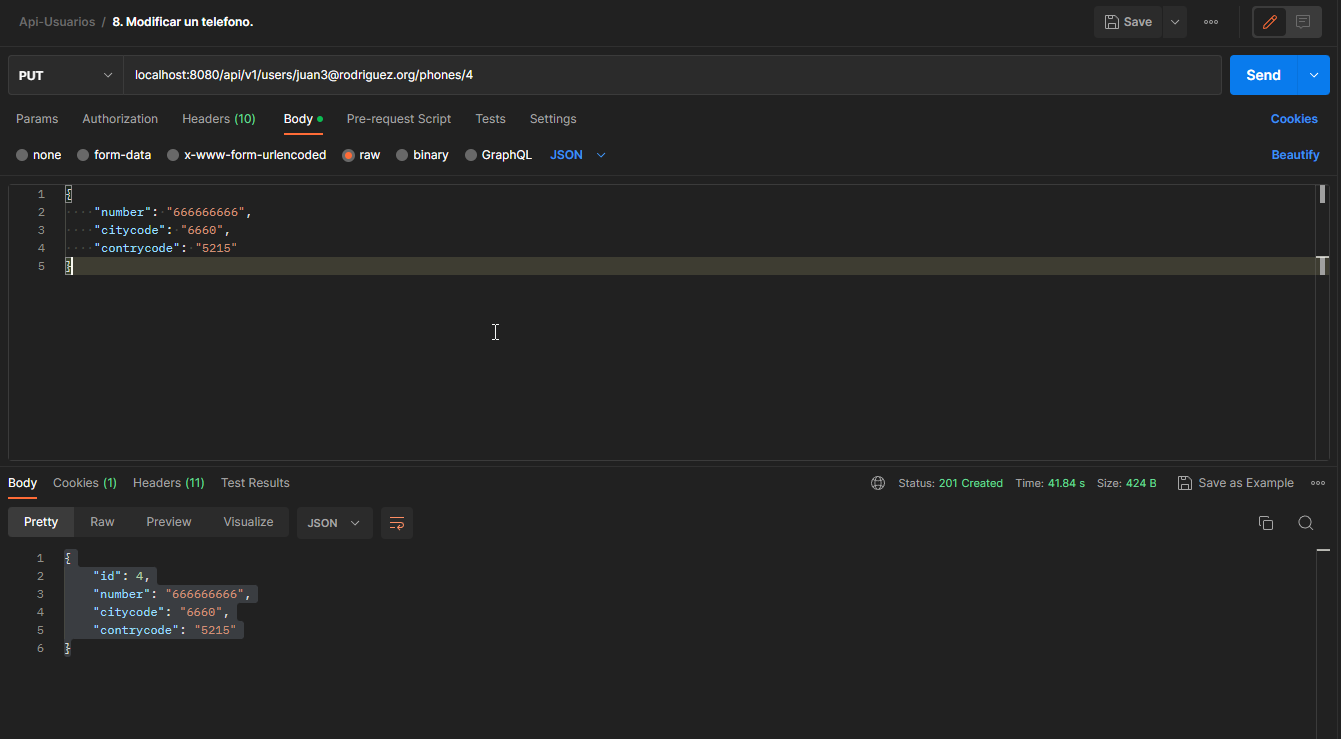 Api-Usuarios / 8. Modificar un telefono. Save
PUT localhost:8080/api/v1/users/juan3@rodriguez.org/phones/4 Send
Params Authorization Headers (10) Body Pre-request Script Tests Settings Cookies
none form-data x-www-form-urlencoded raw binary GraphQL JSON Beautify
1 {
2 "number": "666666666",
3 "citycode": "6660",
4 "contrycode": "5215"
5 }
Body Cookies (1) Headers (11) Test Results Status: 201 Created Time: 41.84 s Size: 424 B Save as Example
Pretty Raw Preview Visualize JSON
1 {
2 "id": 4,
3 "number": "666666666",
4 "citycode": "6660",
5 "contrycode": "5215"
6 }